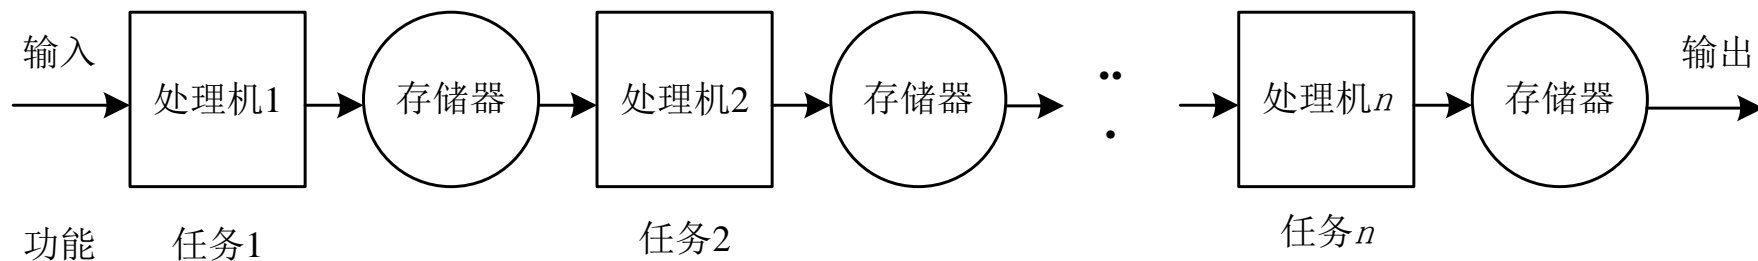 输入
处理机1
存储器
处理机2
存储器
处理机n
存储器
输出
功能
任务1
任务2
任务n